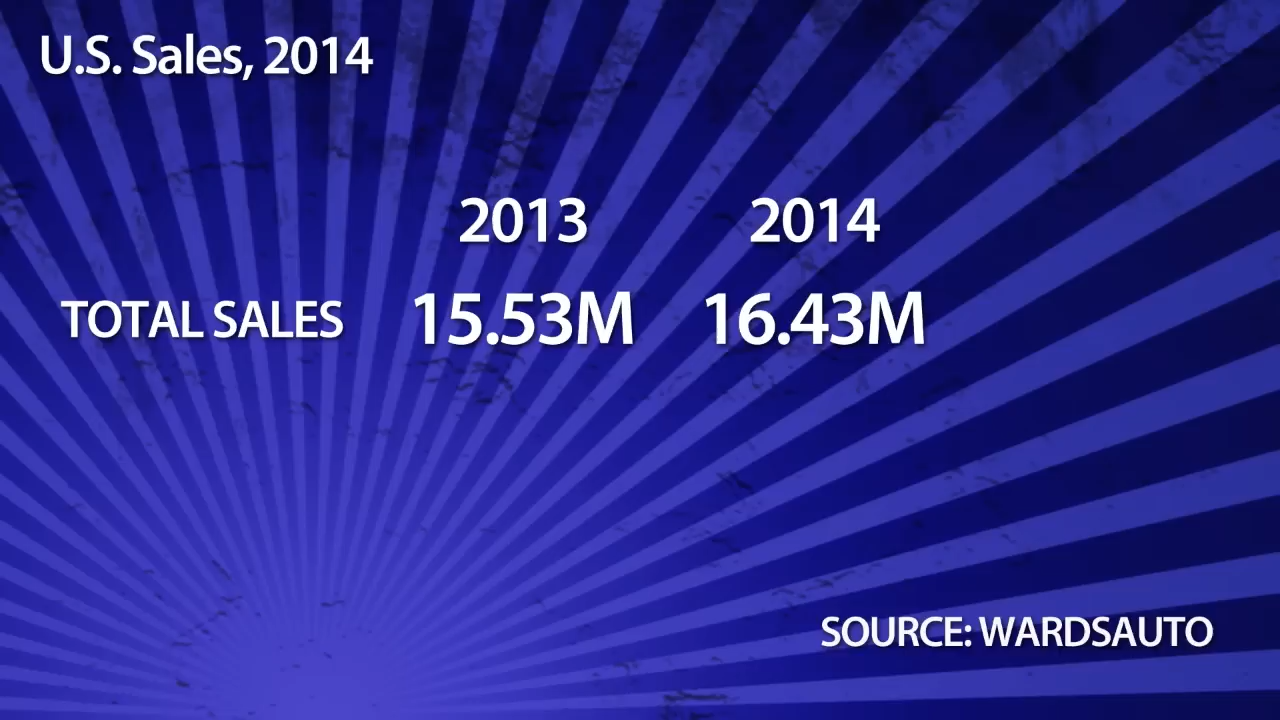 U.S. Sales, 2014
2013 2014
TOTAL SALES 15.53M 16.43M
SOURCE: WARDSAUTO